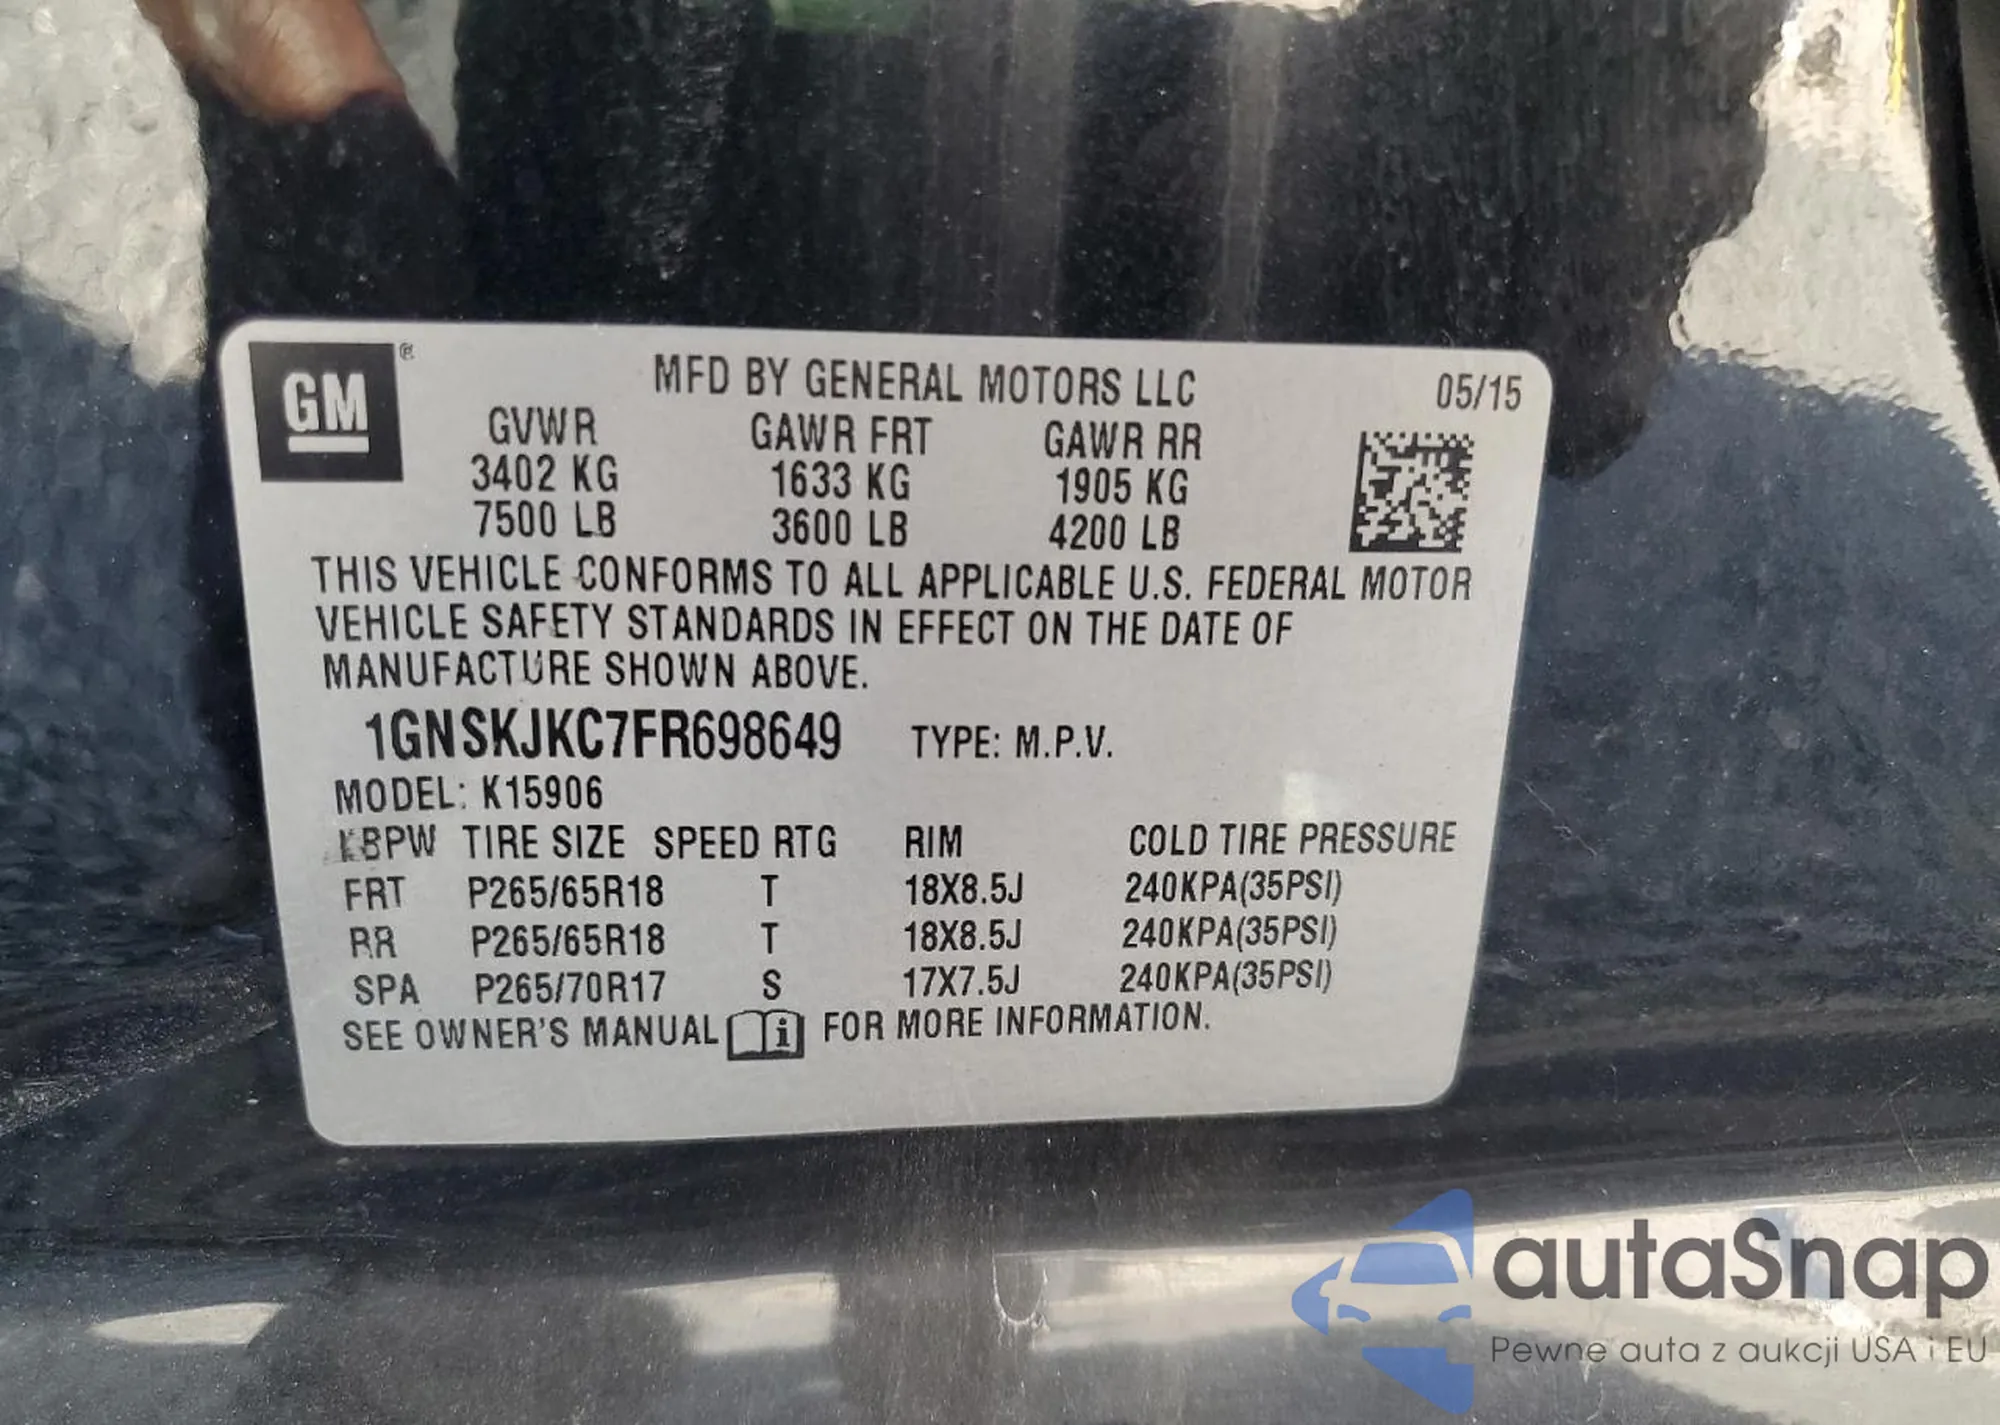 GM ®
MFD BY GENERAL MOTORS LLC 05/15
GVWR GAWR FRT GAWR RR
3402 KG 1633 KG 1905 KG
7500 LB 3600 LB 4200 LB
THIS VEHICLE CONFORMS TO ALL APPLICABLE U.S. FEDERAL MOTOR
VEHICLE SAFETY STANDARDS IN EFFECT ON THE DATE OF
MANUFACTURE SHOWN ABOVE.
1GNSKJKC7FR698649 TYPE: M.P.V.
MODEL: K15906
TIRE SIZE SPEED RTG RIM COLD TIRE PRESSURE
FRT P265/65R18 T 18X8.5J 240KPA(35PSI)
RR P265/65R18 T 18X8.5J 240KPA(35PSI)
SPA P265/70R17 S 17X7.5J 240KPA(35PSI)
SEE OWNER'S MANUAL i FOR MORE INFORMATION.
autaSnap
Pewne auta z aukcji USA i EU